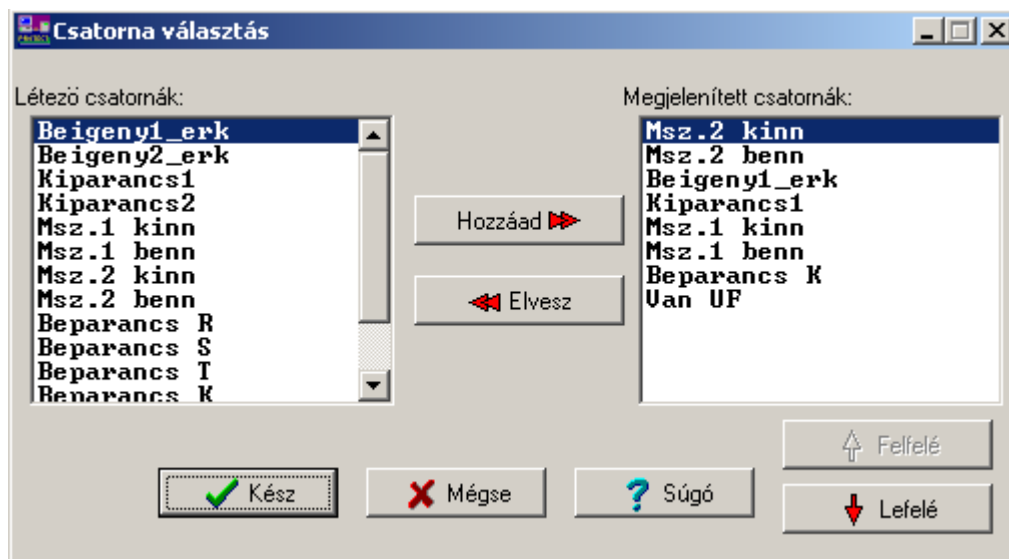 Csatorna választás
Létező csatornák:
Beigeny1_erk
Beigeny2_erk
Kiparancs1
Kiparancs2
Msz.1 kinn
Msz.1 benn
Msz.2 kinn
Msz.2 benn
Beparancs R
Beparancs S
Beparancs T
Beparancs K
Hozzáad
Elvesz
Megjelenített csatornák:
Msz.2 kinn
Msz.2 benn
Beigeny1_erk
Kiparancs1
Msz.1 kinn
Msz.1 benn
Beparancs K
Van UF
Felfelé
Lefelé
Kész
Mégse
? Súgó